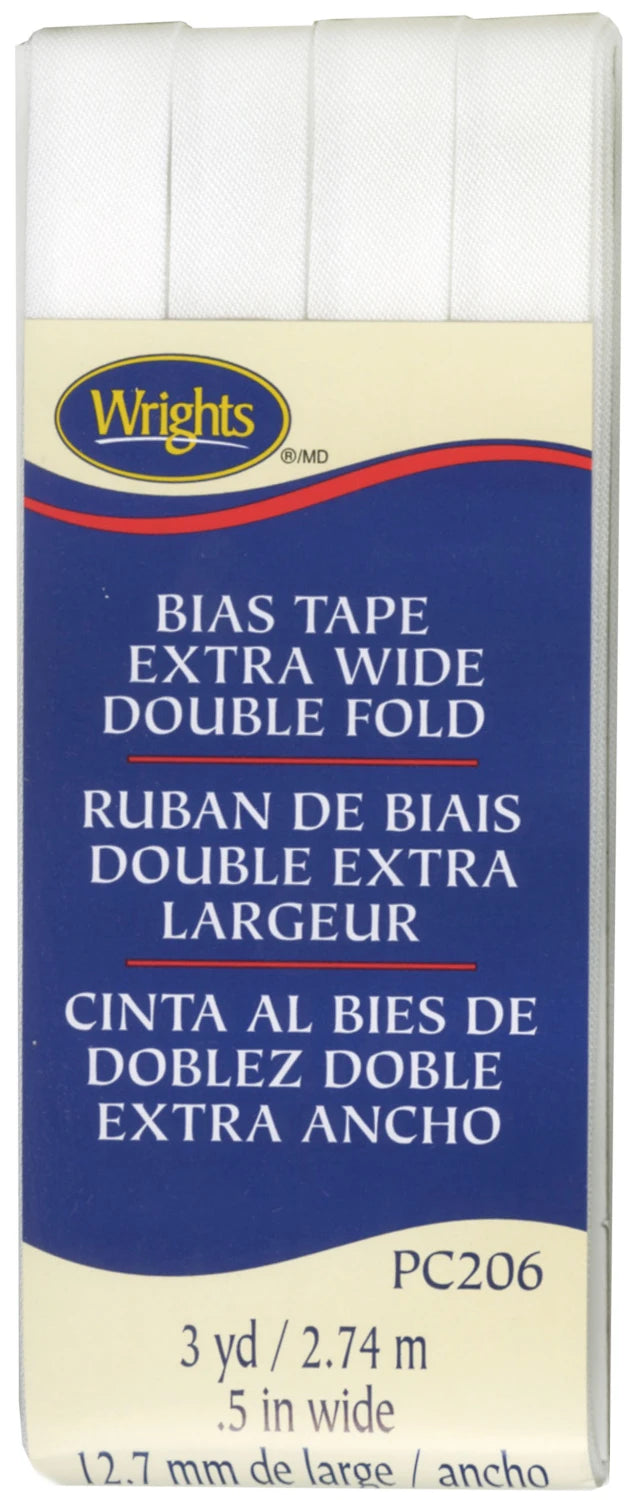 Wrights
®/MD
BIAS TAPE
EXTRA WIDE
DOUBLE FOLD
RUBAN DE BIAIS
DOUBLE EXTRA
LARGEUR
CINTA AL BIES DE
DOBLEZ DOBLE
EXTRA ANCHO
PC206
3 yd / 2.74 m
.5 in wide
12.7 mm de large / ancho